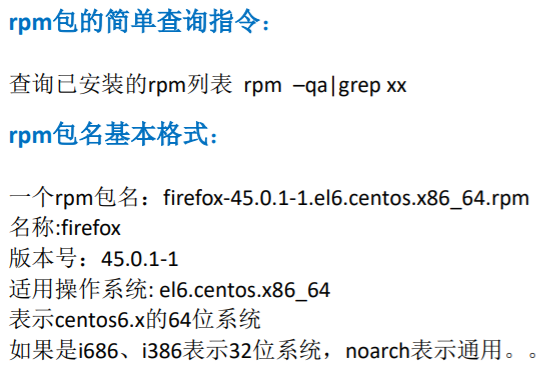 rpm包的简单查询指令：
查询已安装的rpm列表 rpm –qa|grep xx
rpm包名基本格式：
一个rpm包名：firefox-45.0.1-1.el6.centos.x86_64.rpm
名称:firefox
版本号：45.0.1-1
适用操作系统: el6.centos.x86_64
表示centos6.x的64位系统
如果是i686、i386表示32位系统，noarch表示通用。。